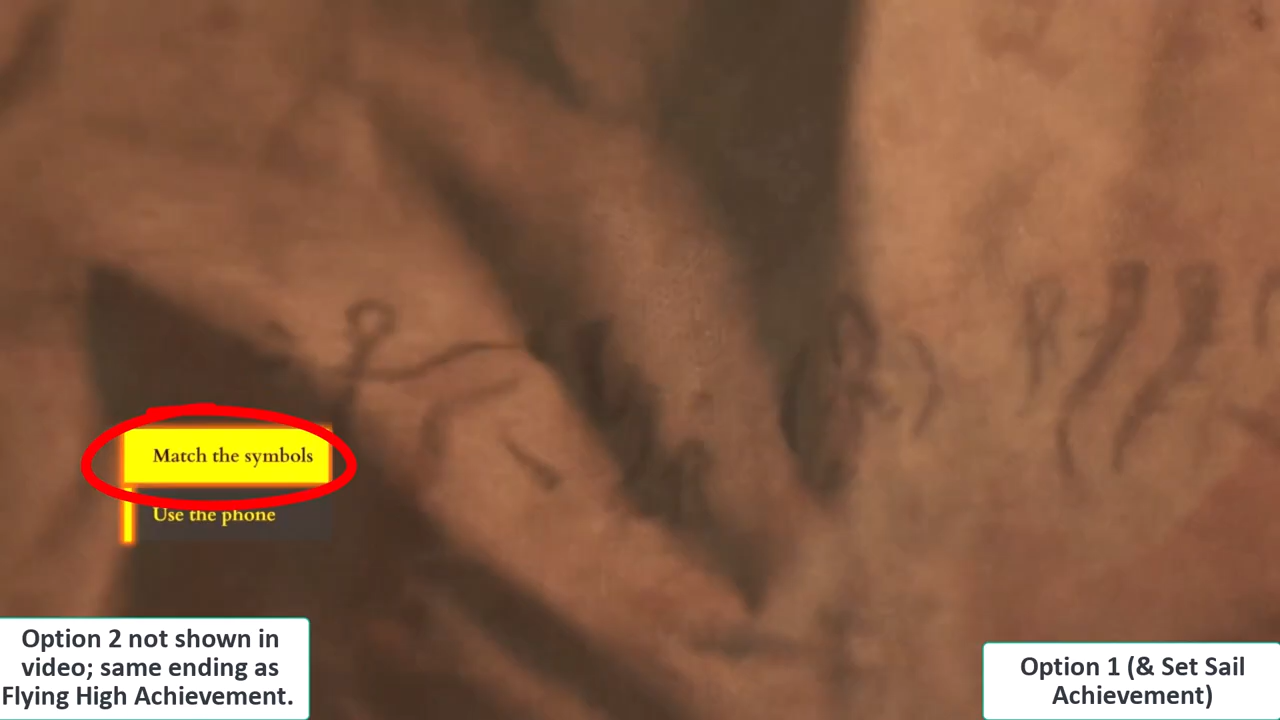 Match the symbols
Use the phone
Option 2 not shown in
video; same ending as
Flying High Achievement.
Option 1 (& Set Sail
Achievement)